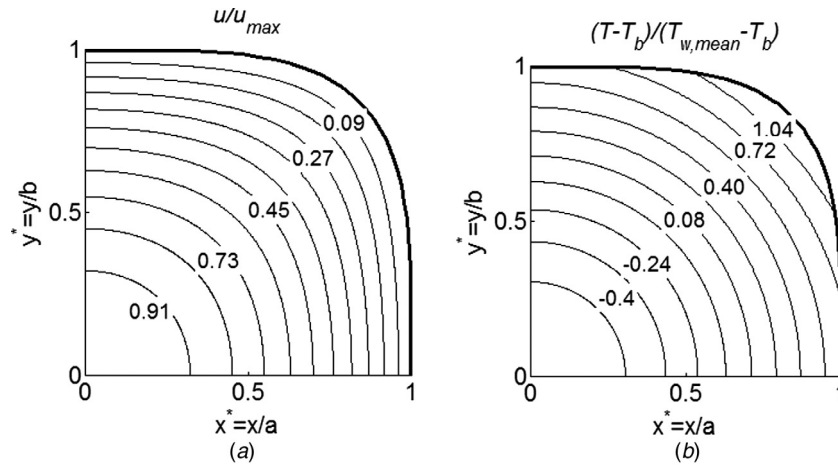 u/u_max
1
0.5
0
y*=y/b
0.09
0.27
0.45
0.73
0.91
0
0.5
1
x*=x/a
(a)
(T-T_b)/(T_w,mean-T_b)
1
0.5
0
y*=y/b
1.04
0.72
0.40
0.08
-0.24
-0.4
0
0.5
1
x*=x/a
(b)